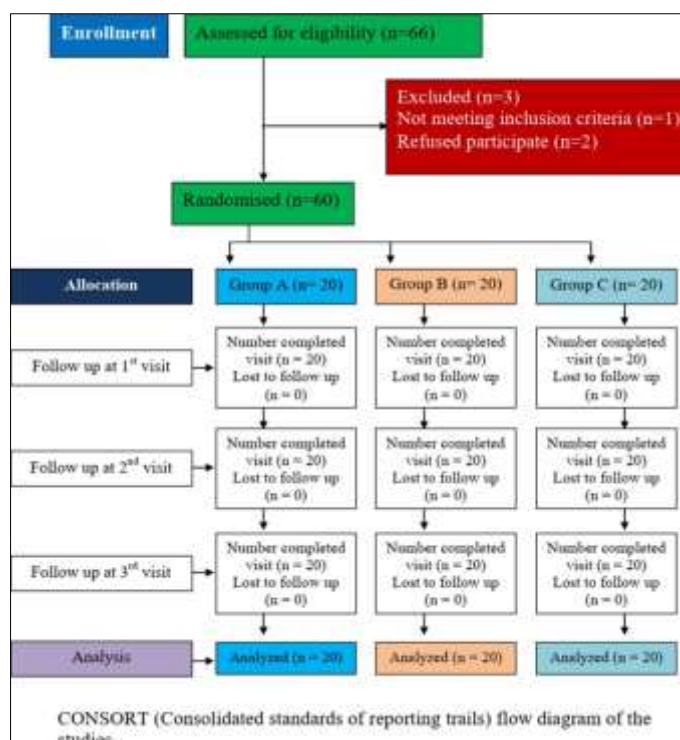 Enrollment
Assessed for eligibility (n=66)
Excluded (n=3)
Not meeting inclusion criteria (n=1)
Refused participate (n=2)
Randomised (n=60)
Allocation
Group A (n= 20)
Group B (n= 20)
Group C (n= 20)
Follow up at 1st visit
Number completed
visit (n = 20)
Lost to follow up
(n = 0)
Number completed
visit (n = 20)
Lost to follow up
(n = 0)
Number completed
visit (n = 20)
Lost to follow up
(n = 0)
Follow up at 2nd visit
Number completed
visit (n = 20)
Lost to follow up
(n = 0)
Number completed
visit (n = 20)
Lost to follow up
(n = 0)
Number completed
visit (n = 20)
Lost to follow up
(n = 0)
Follow up at 3rd visit
Number completed
visit (n = 20)
Lost to follow up
(n = 0)
Number completed
visit (n = 20)
Lost to follow up
(n = 0)
Number completed
visit (n = 20)
Lost to follow up
(n = 0)
Analysis
Analyzed (n = 20)
Analyzed (n = 20)
Analyzed (n = 20)
CONSORT (Consolidated standards of reporting trails) flow diagram of the
studies